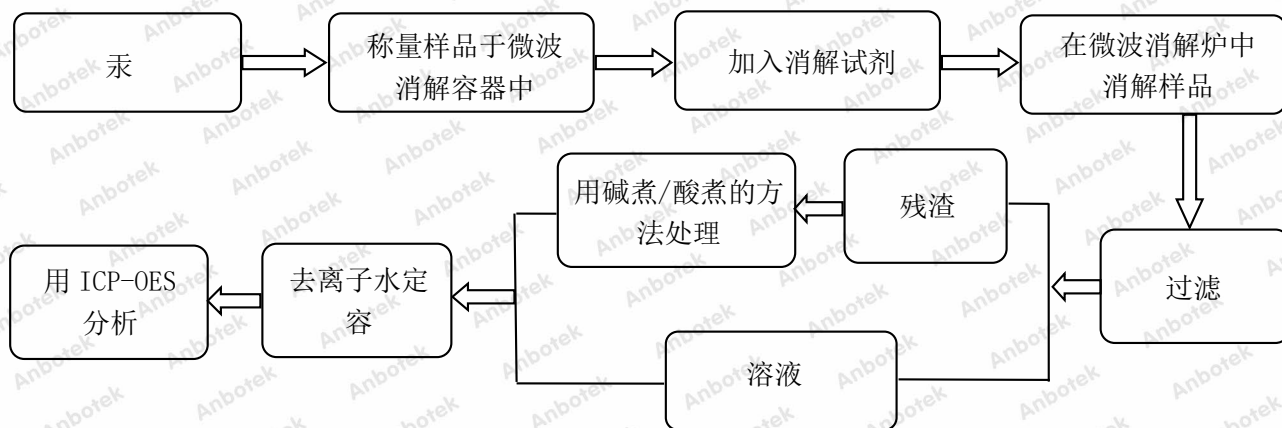 汞
称量样品于微波
消解容器中
加入消解试剂
在微波消解炉中
消解样品
过滤
残渣
用碱煮/酸煮的方
法处理
溶液
去离子水定
容
用 ICP-OES
分析
Anbotek